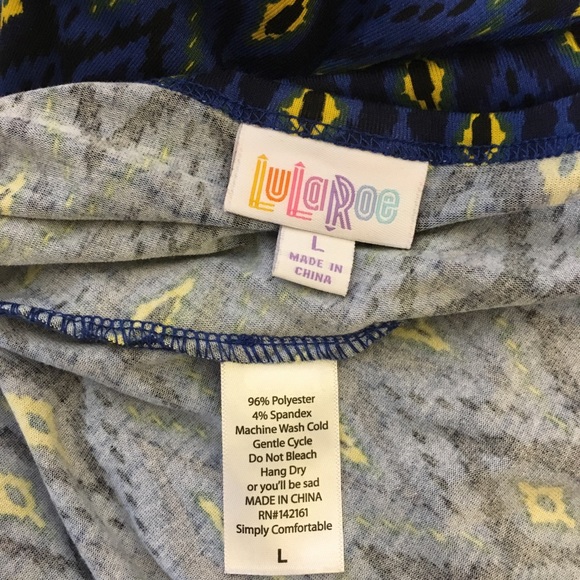 LuLaRoe
L
MADE IN
CHINA
96% Polyester
4% Spandex
Machine Wash Cold
Gentle Cycle
Do Not Bleach
Hang Dry
or you'll be sad
MADE IN CHINA
RN#142161
Simply Comfortable
L